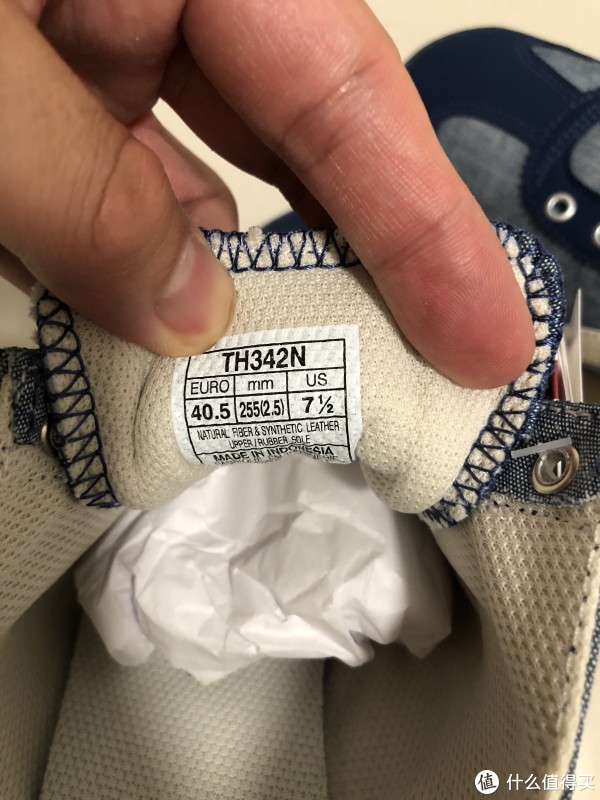 TH342N
EURO mm US
40.5 255(2.5) 7 ½
NATURAL FIBER & SYNTHETIC LEATHER
UPPER / RUBBER SOLE
MADE IN INDONESIA
值 什么值得买